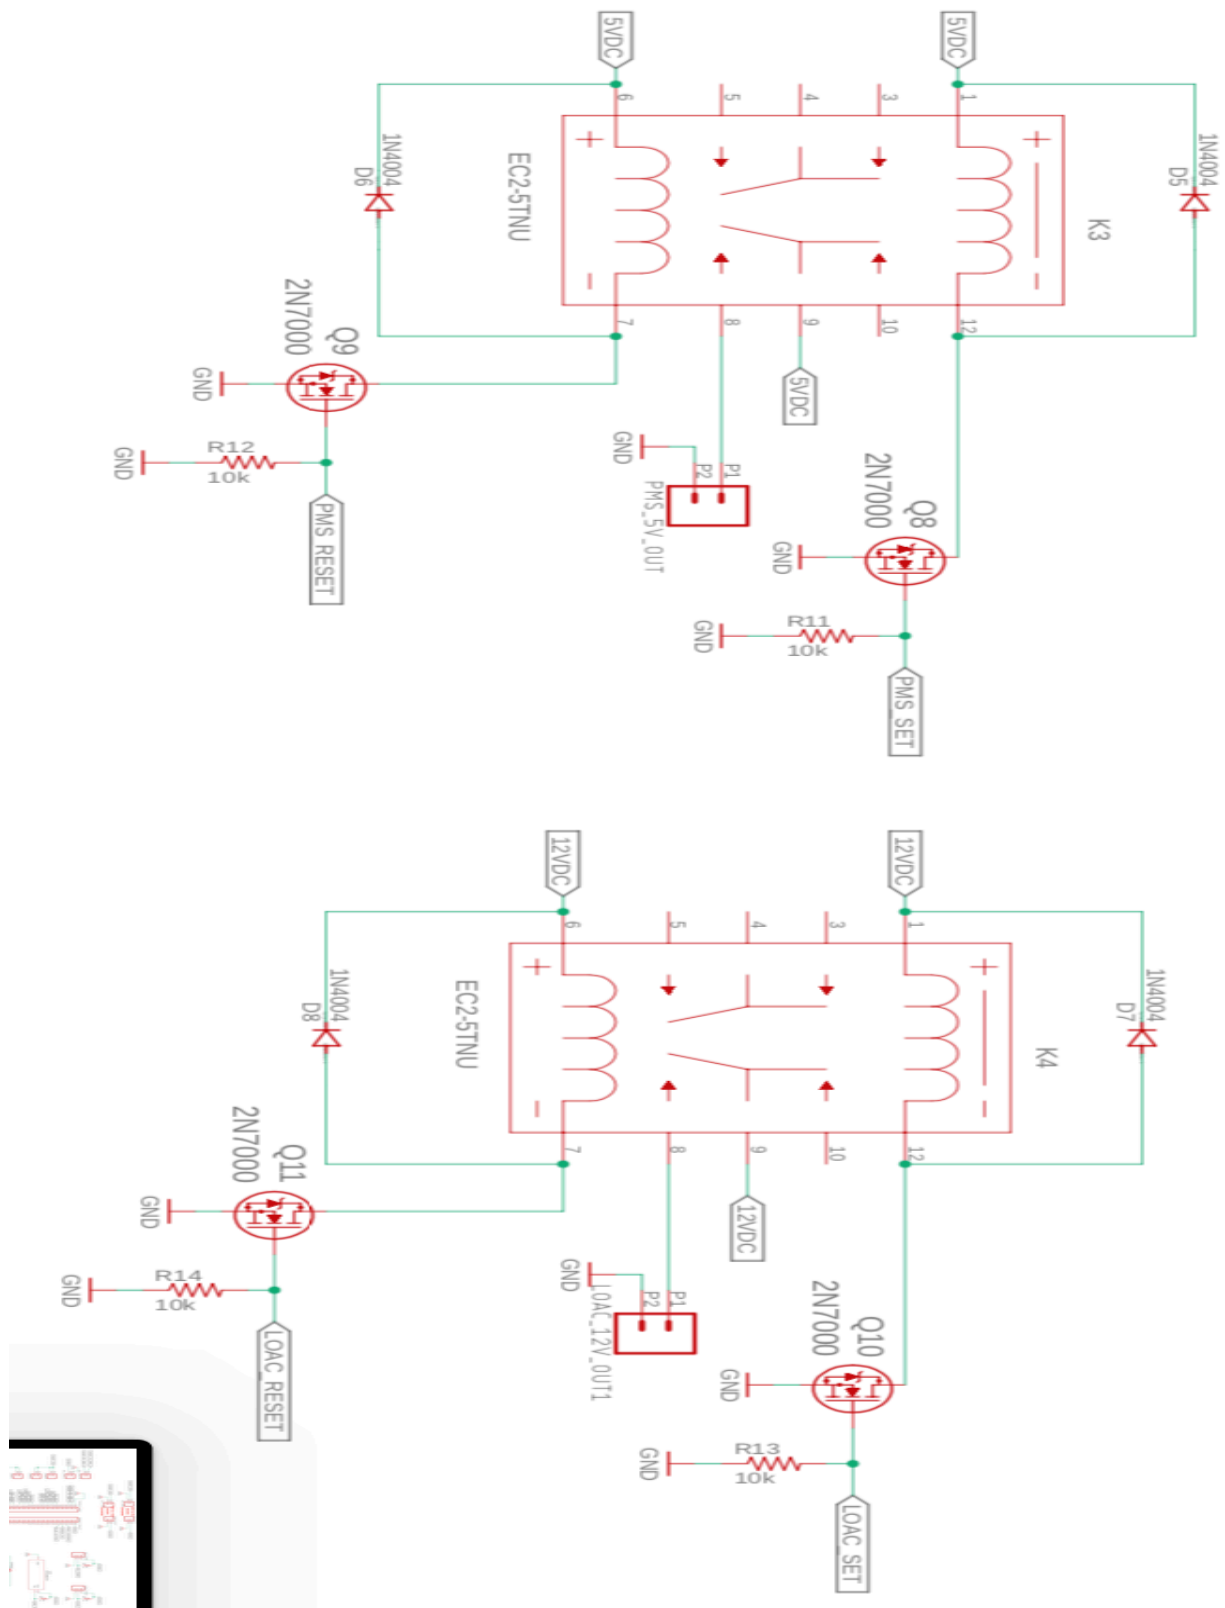 5VDC
5VDC
6
5
4
3
1
1N4004
D6
1N4004
D5
EC2-5TNU
K3
7
8
9
10
12
Q9
2N7000
GND
5VDC
R12
10k
GND
PMS_RESET
GND
P2
P1
PMS_5V_OUT
Q8
2N7000
GND
R11
10k
GND
PMS_SET
12VDC
12VDC
6
5
4
3
1
1N4004
D8
1N4004
D7
EC2-5TNU
K4
7
8
9
10
12
Q11
2N7000
GND
12VDC
R14
10k
GND
LOAC_RESET
GND
P2
P1
LOAC_12V_OUT1
Q10
2N7000
GND
R13
10k
GND
LOAC_SET